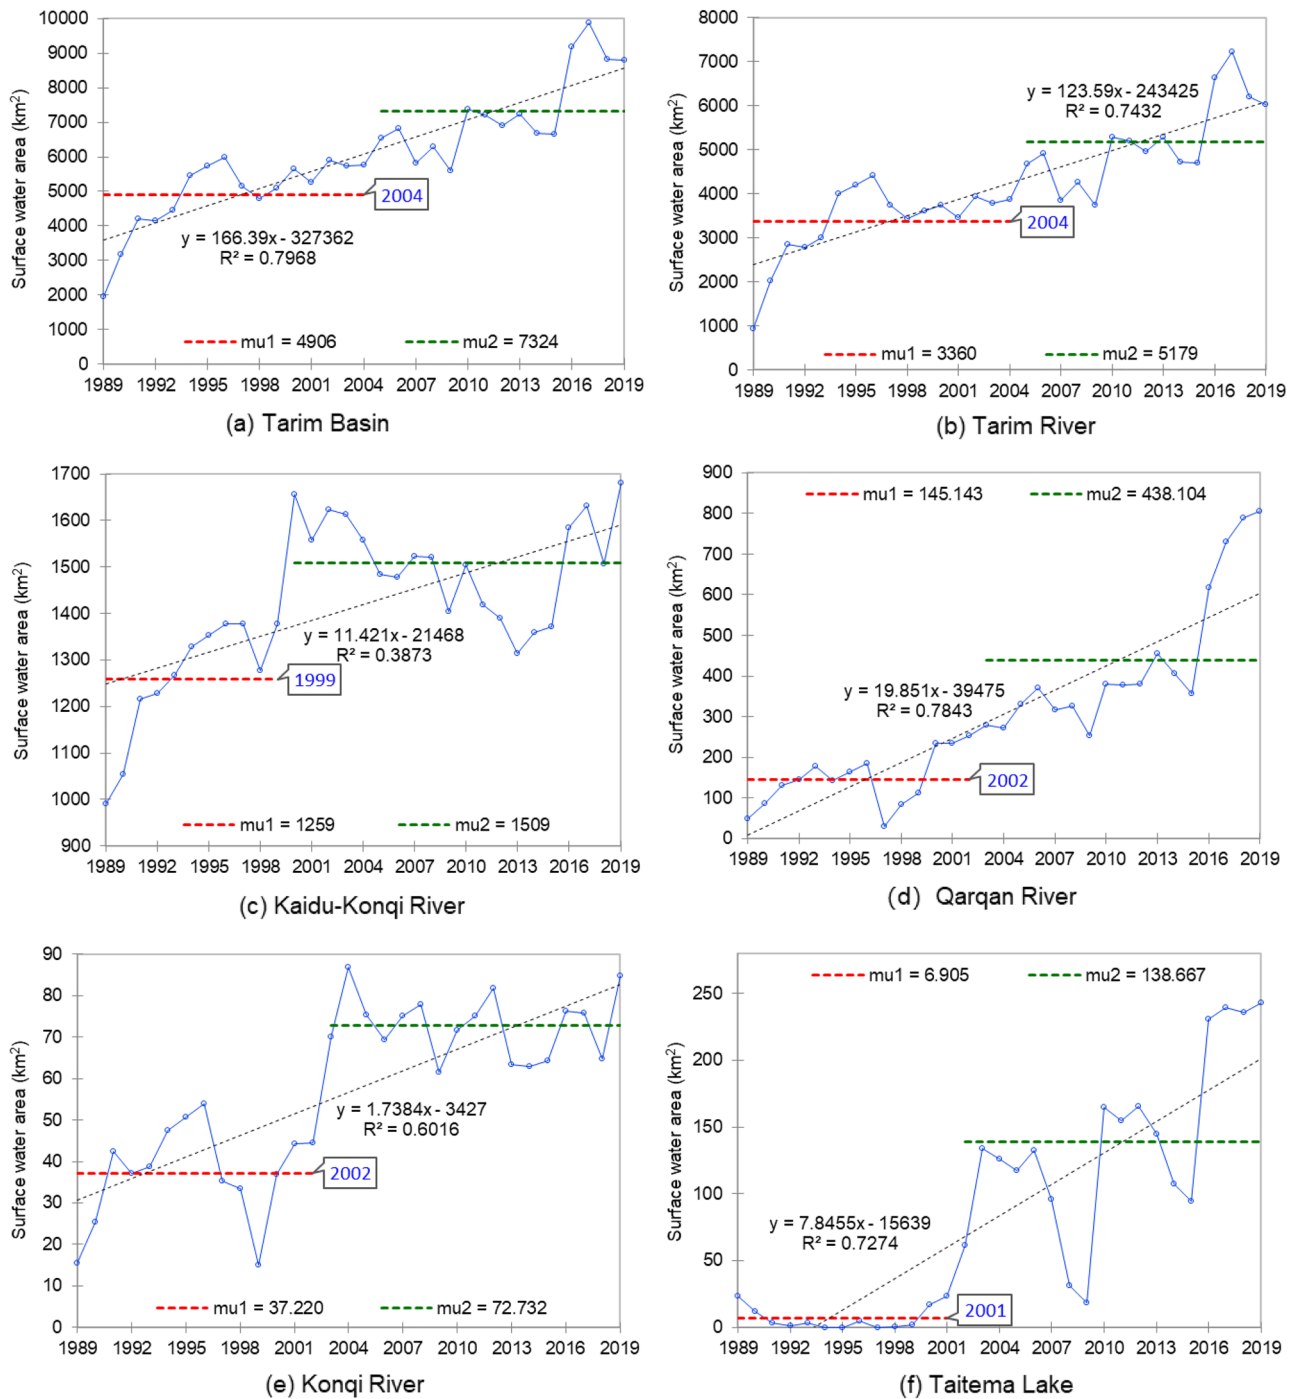 10000
9000
8000
7000
6000
5000
4000
3000
2000
1000
0
Surface water area (km²)
2004
y = 166.39x - 327362
R² = 0.7968
mu1 = 4906 mu2 = 7324
1989 1992 1995 1998 2001 2004 2007 2010 2013 2016 2019
(a) Tarim Basin
8000
7000
6000
5000
4000
3000
2000
1000
0
Surface water area (km²)
y = 123.59x - 243425
R² = 0.7432
2004
mu1 = 3360 mu2 = 5179
1989 1992 1995 1998 2001 2004 2007 2010 2013 2016 2019
(b) Tarim River
1700
1600
1500
1400
1300
1200
1100
1000
900
Surface water area (km²)
y = 11.421x - 21468
R² = 0.3873
1999
mu1 = 1259 mu2 = 1509
1989 1992 1995 1998 2001 2004 2007 2010 2013 2016 2019
(c) Kaidu-Konqi River
900
800
700
600
500
400
300
200
100
0
Surface water area (km²)
mu1 = 145.143 mu2 = 438.104
y = 19.851x - 39475
R² = 0.7843
2002
1989 1992 1995 1998 2001 2004 2007 2010 2013 2016 2019
(d) Qarqan River
90
80
70
60
50
40
30
20
10
0
Surface water area (km²)
y = 1.7384x - 3427
R² = 0.6016
2002
mu1 = 37.220 mu2 = 72.732
1989 1992 1995 1998 2001 2004 2007 2010 2013 2016 2019
(e) Konqi River
250
200
150
100
50
0
Surface water area (km²)
mu1 = 6.905 mu2 = 138.667
y = 7.8455x - 15639
R² = 0.7274
2001
1989 1992 1995 1998 2001 2004 2007 2010 2013 2016 2019
(f) Taitema Lake